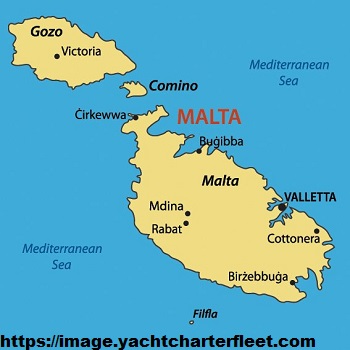 Gozo
Victoria
Mediterranean
Sea
Comino
Ċirkewwa
MALTA
Buġibba
Malta
VALLETTA
Mdina
Rabat
Cottonera
Mediterranean
Sea
Birżebbuġa
Filfla
https://image.yachtcharterfleet.com